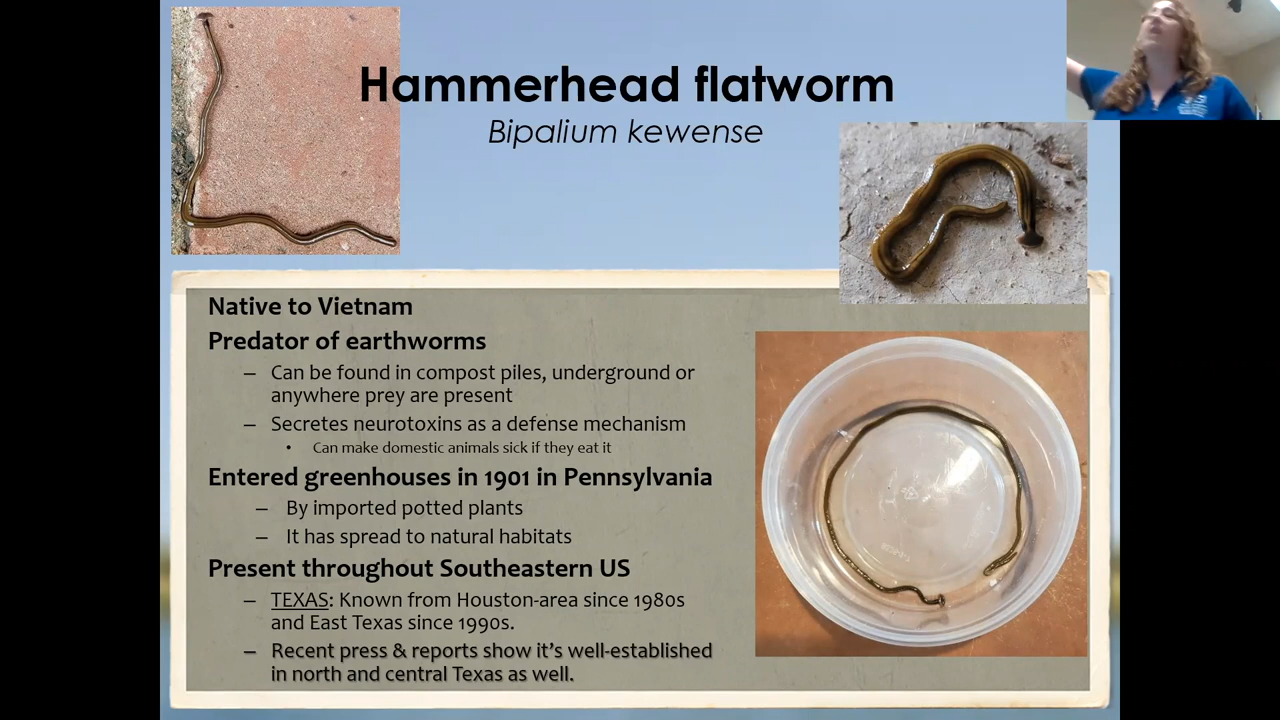 Hammerhead flatworm
Bipalium kewense
Native to Vietnam
Predator of earthworms
– Can be found in compost piles, underground or
anywhere prey are present
– Secretes neurotoxins as a defense mechanism
• Can make domestic animals sick if they eat it
Entered greenhouses in 1901 in Pennsylvania
– By imported potted plants
– It has spread to natural habitats
Present throughout Southeastern US
– TEXAS: Known from Houston-area since 1980s
and East Texas since 1990s.
– Recent press & reports show it's well-established
in north and central Texas as well.